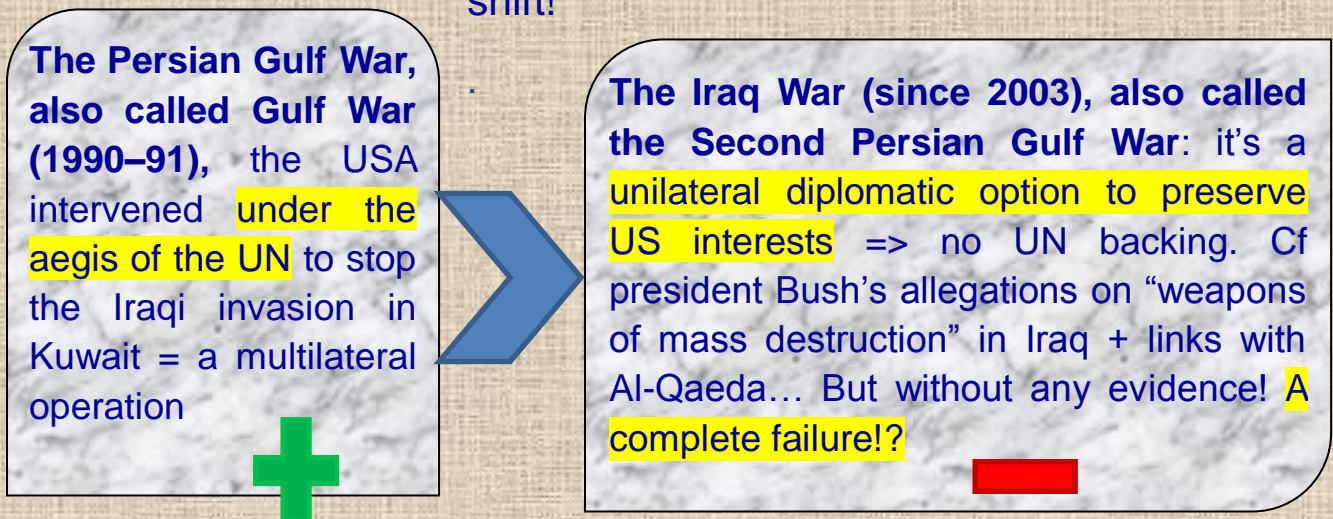 shift!
.
The Persian Gulf War,
also called Gulf War
(1990–91), the USA
intervened under the
aegis of the UN to stop
the Iraqi invasion in
Kuwait = a multilateral
operation
The Iraq War (since 2003), also called
the Second Persian Gulf War: it’s a
unilateral diplomatic option to preserve
US interests => no UN backing. Cf
president Bush’s allegations on “weapons
of mass destruction” in Iraq + links with
Al-Qaeda… But without any evidence! A
complete failure!?